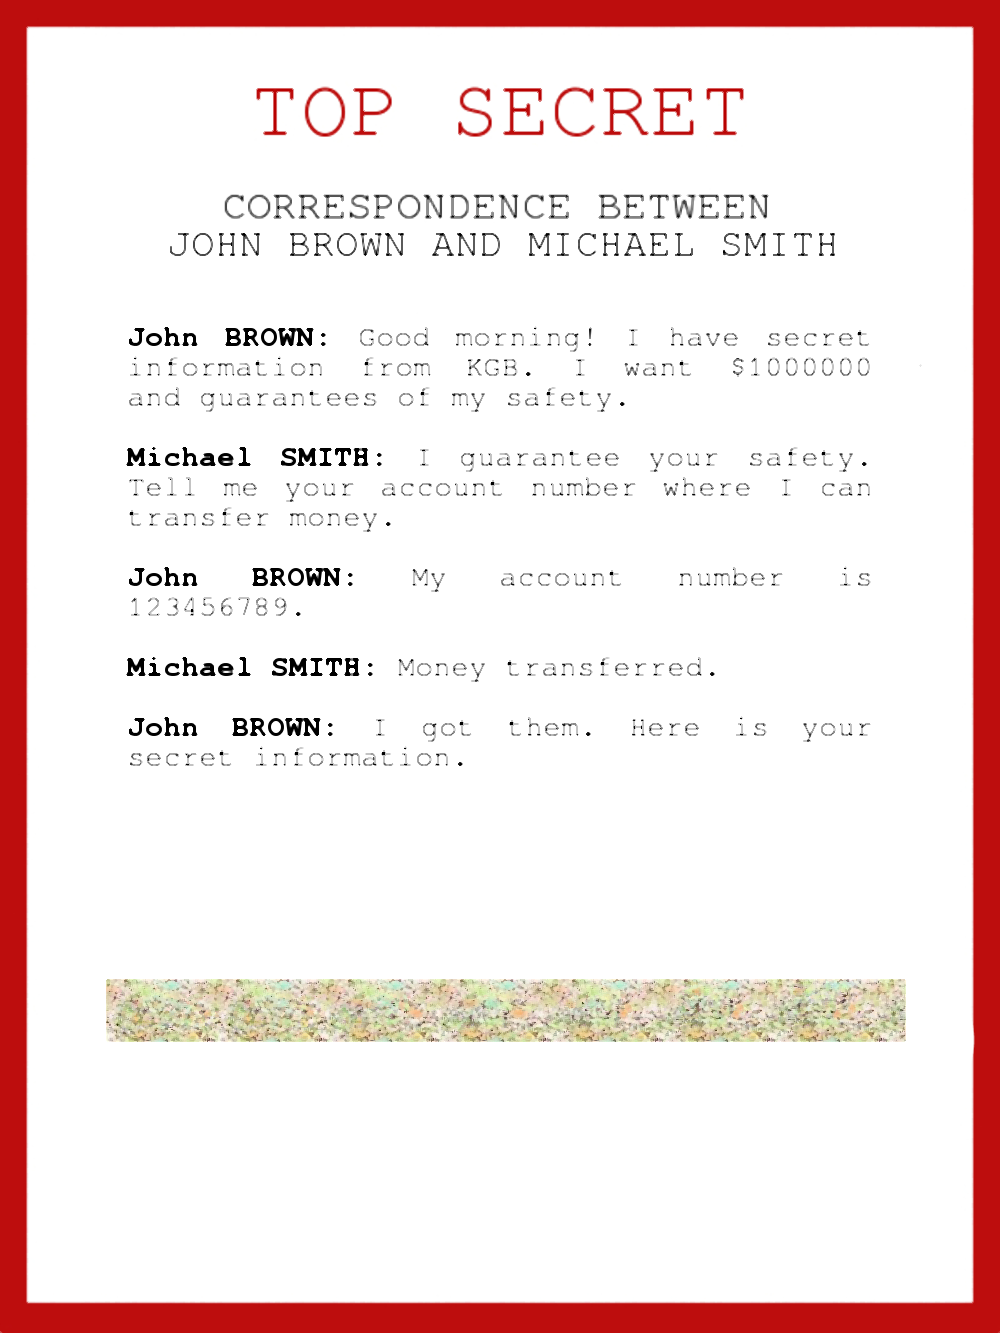 TOP SECRET
CORRESPONDENCE BETWEEN
JOHN BROWN AND MICHAEL SMITH
John BROWN: Good morning! I have secret
information from KGB. I want $1000000
and guarantees of my safety.
Michael SMITH: I guarantee your safety.
Tell me your account number where I can
transfer money.
John BROWN: My account number is
123456789.
Michael SMITH: Money transferred.
John BROWN: I got them. Here is your
secret information.